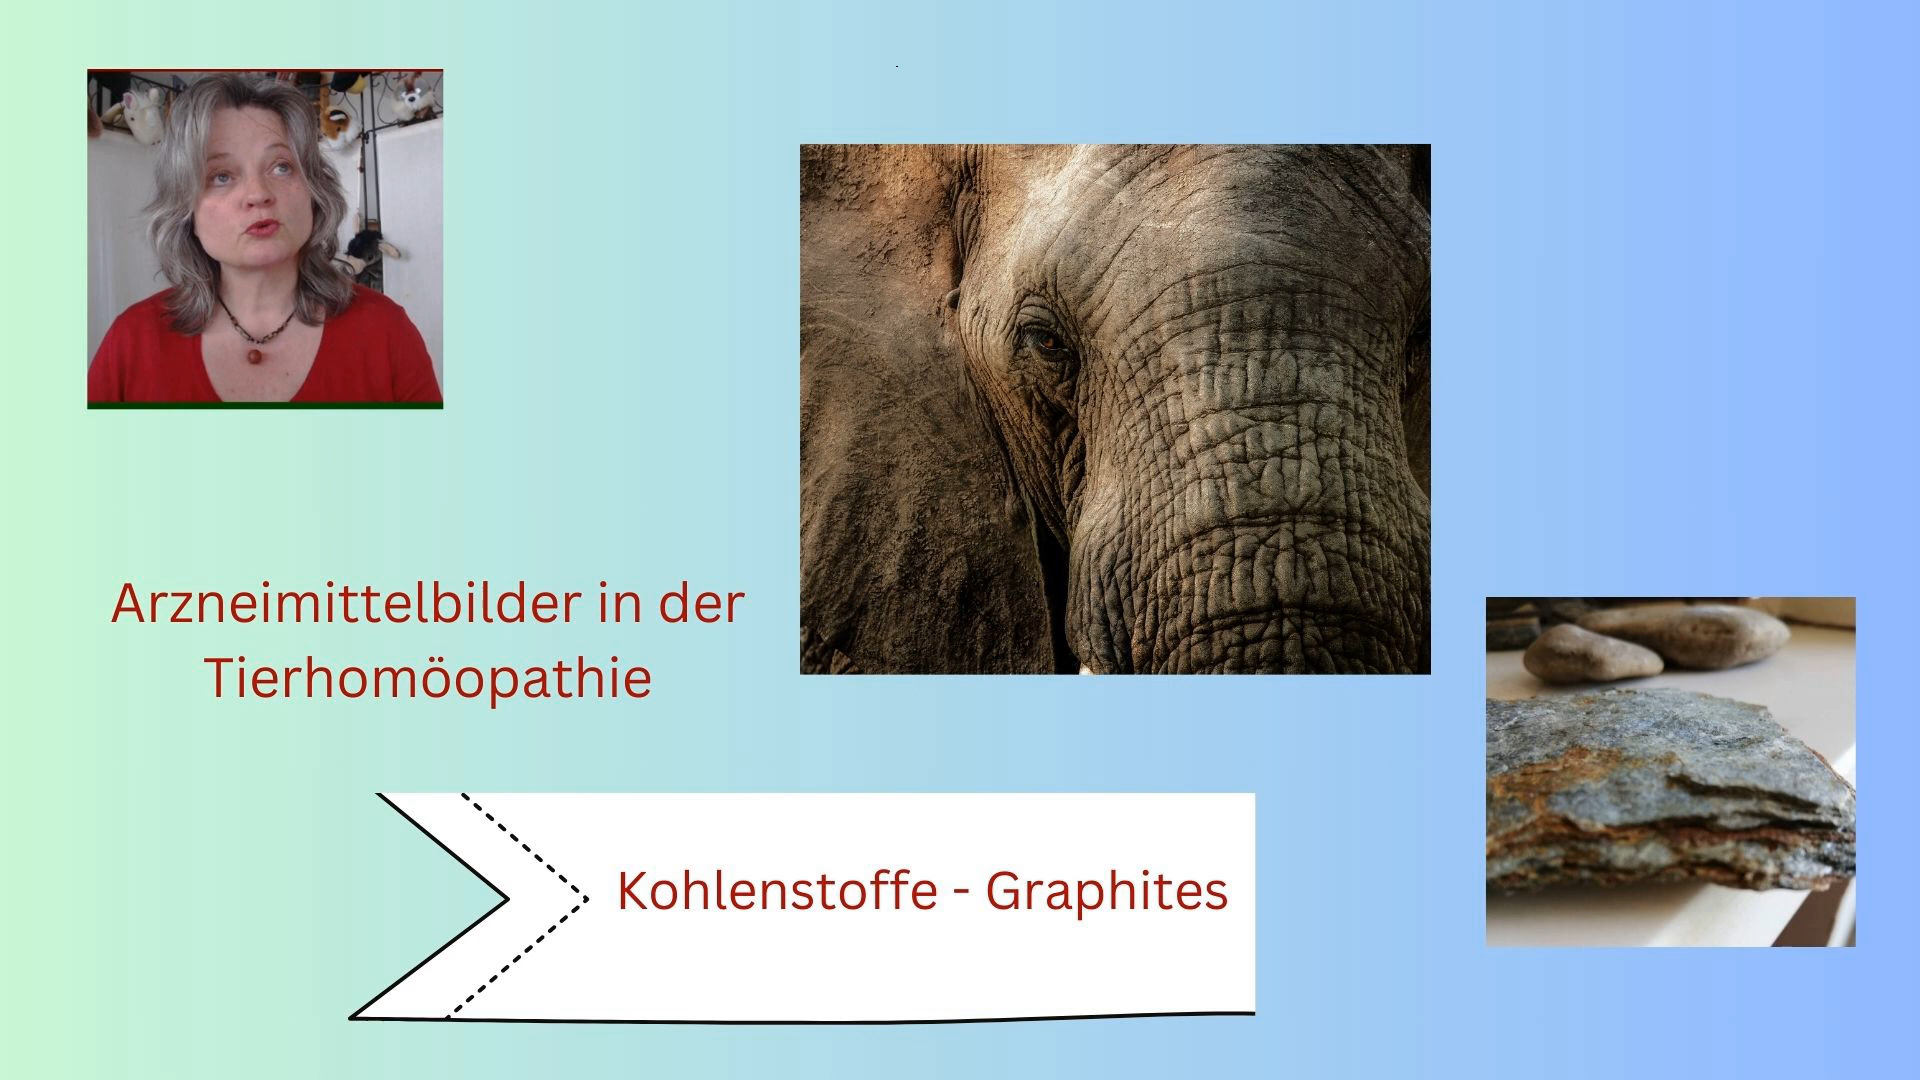 Arzneimittelbilder in der
Tierhomöopathie
Kohlenstoffe - Graphites